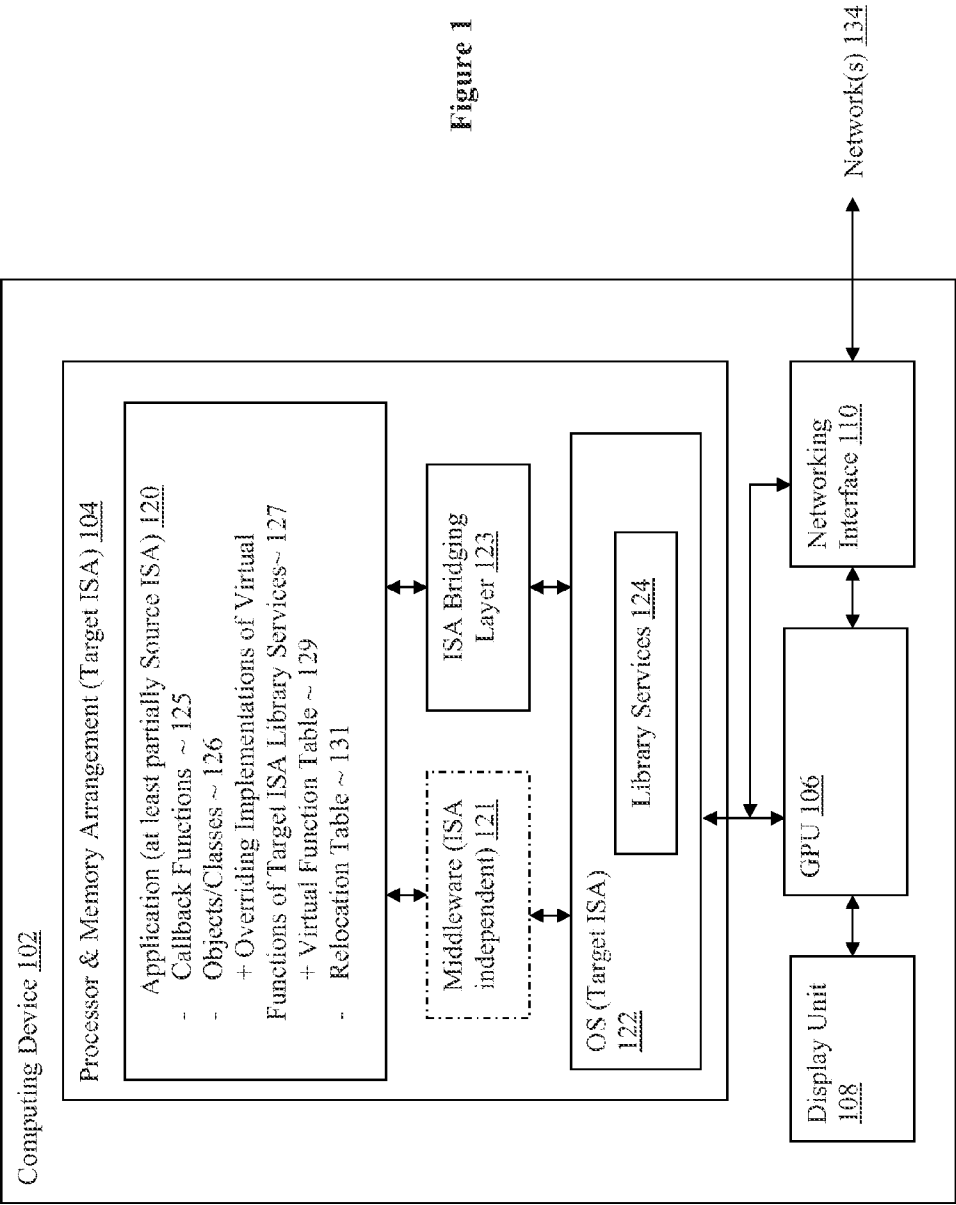 Computing Device 102
Processor & Memory Arrangement (Target ISA) 104
Application (at least partially Source ISA) 120
- Callback Functions ~ 125
- Objects/Classes ~ 126
+ Overriding Implementations of Virtual
Functions of Target ISA Library Services~ 127
+ Virtual Function Table ~ 129
- Relocation Table ~ 131
Middleware (ISA
independent) 121
ISA Bridging
Layer 123
OS (Target ISA)
122
Library Services 124
Display Unit
108
GPU 106
Networking
Interface 110
Network(s) 134
Figure 1